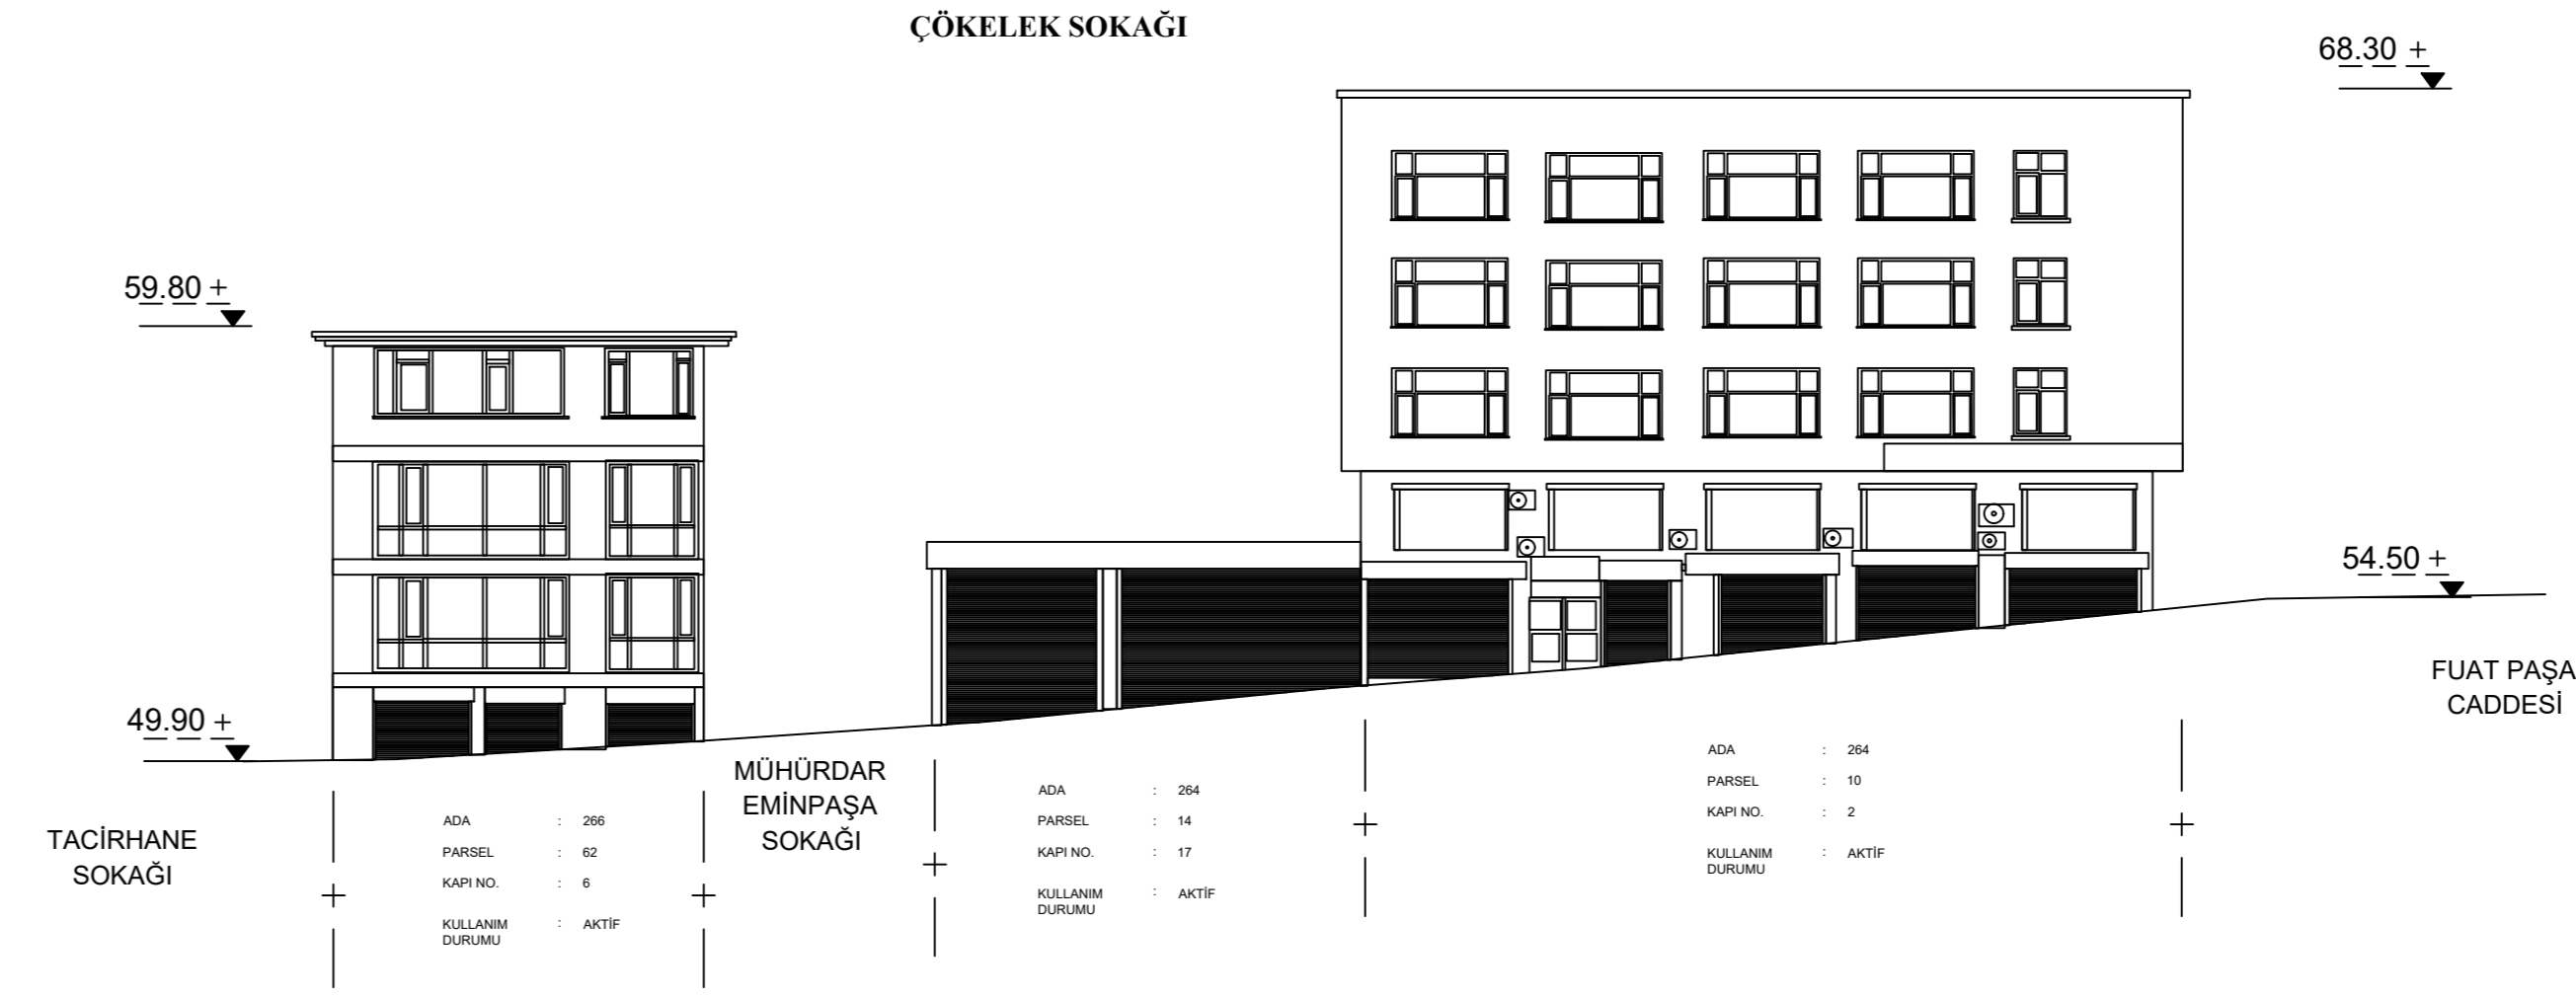 ÇÖKELEK SOKAĞI
68.30 +
59.80 +
54.50 +
49.90 +
TACİRHANE
SOKAĞI
ADA : 266
PARSEL : 62
KAPI NO. : 6
KULLANIM : AKTİF
DURUMU
MÜHÜRDAR
EMİNPAŞA
SOKAĞI
ADA : 264
PARSEL : 14
KAPI NO. : 17
KULLANIM : AKTİF
DURUMU
ADA : 264
PARSEL : 10
KAPI NO. : 2
KULLANIM : AKTİF
DURUMU
FUAT PAŞA
CADDESİ